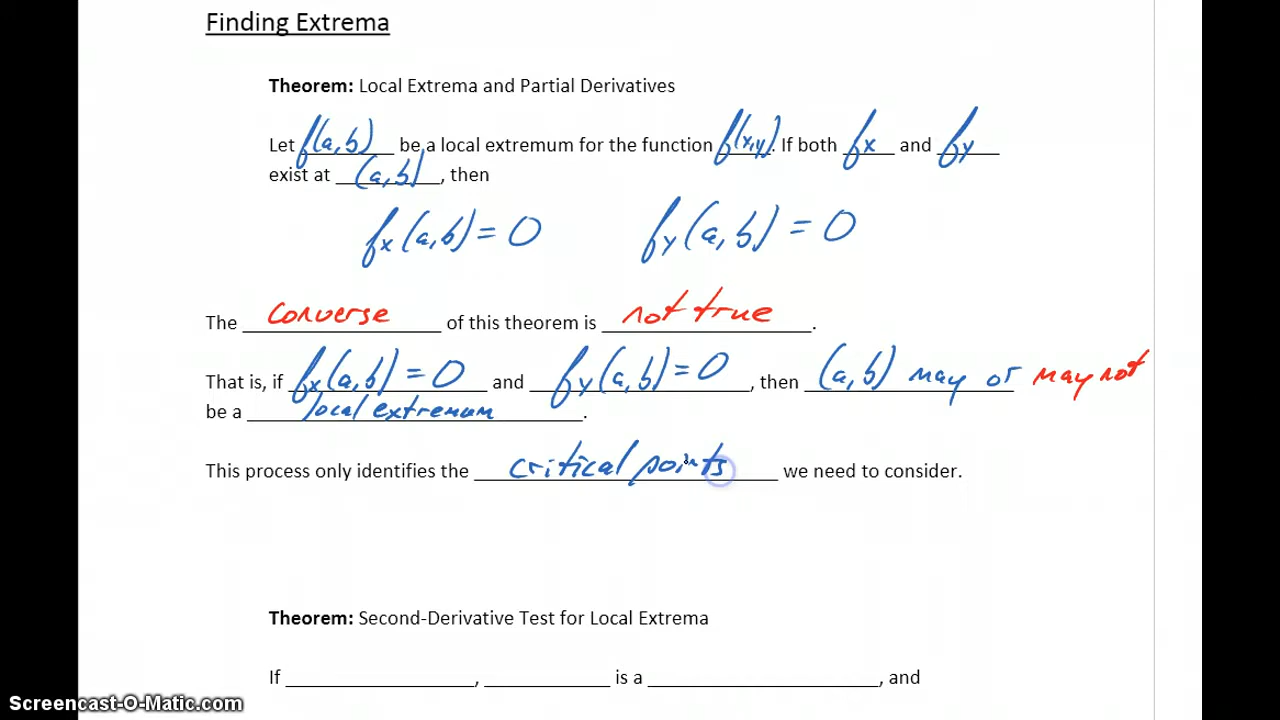 Finding Extrema
Theorem: Local Extrema and Partial Derivatives
Let f(a,b) be a local extremum for the function f(x,y). If both fx and fy
exist at (a,b), then
fx(a,b) = 0 fy(a,b) = 0
The converse of this theorem is not true.
That is, if fx(a,b) = 0 and fy(a,b) = 0, then (a,b) may or may not
be a local extremum.
This process only identifies the critical points we need to consider.
Theorem: Second-Derivative Test for Local Extrema
If ____________, ________ is a ______________, and
Screencast-O-Matic.com